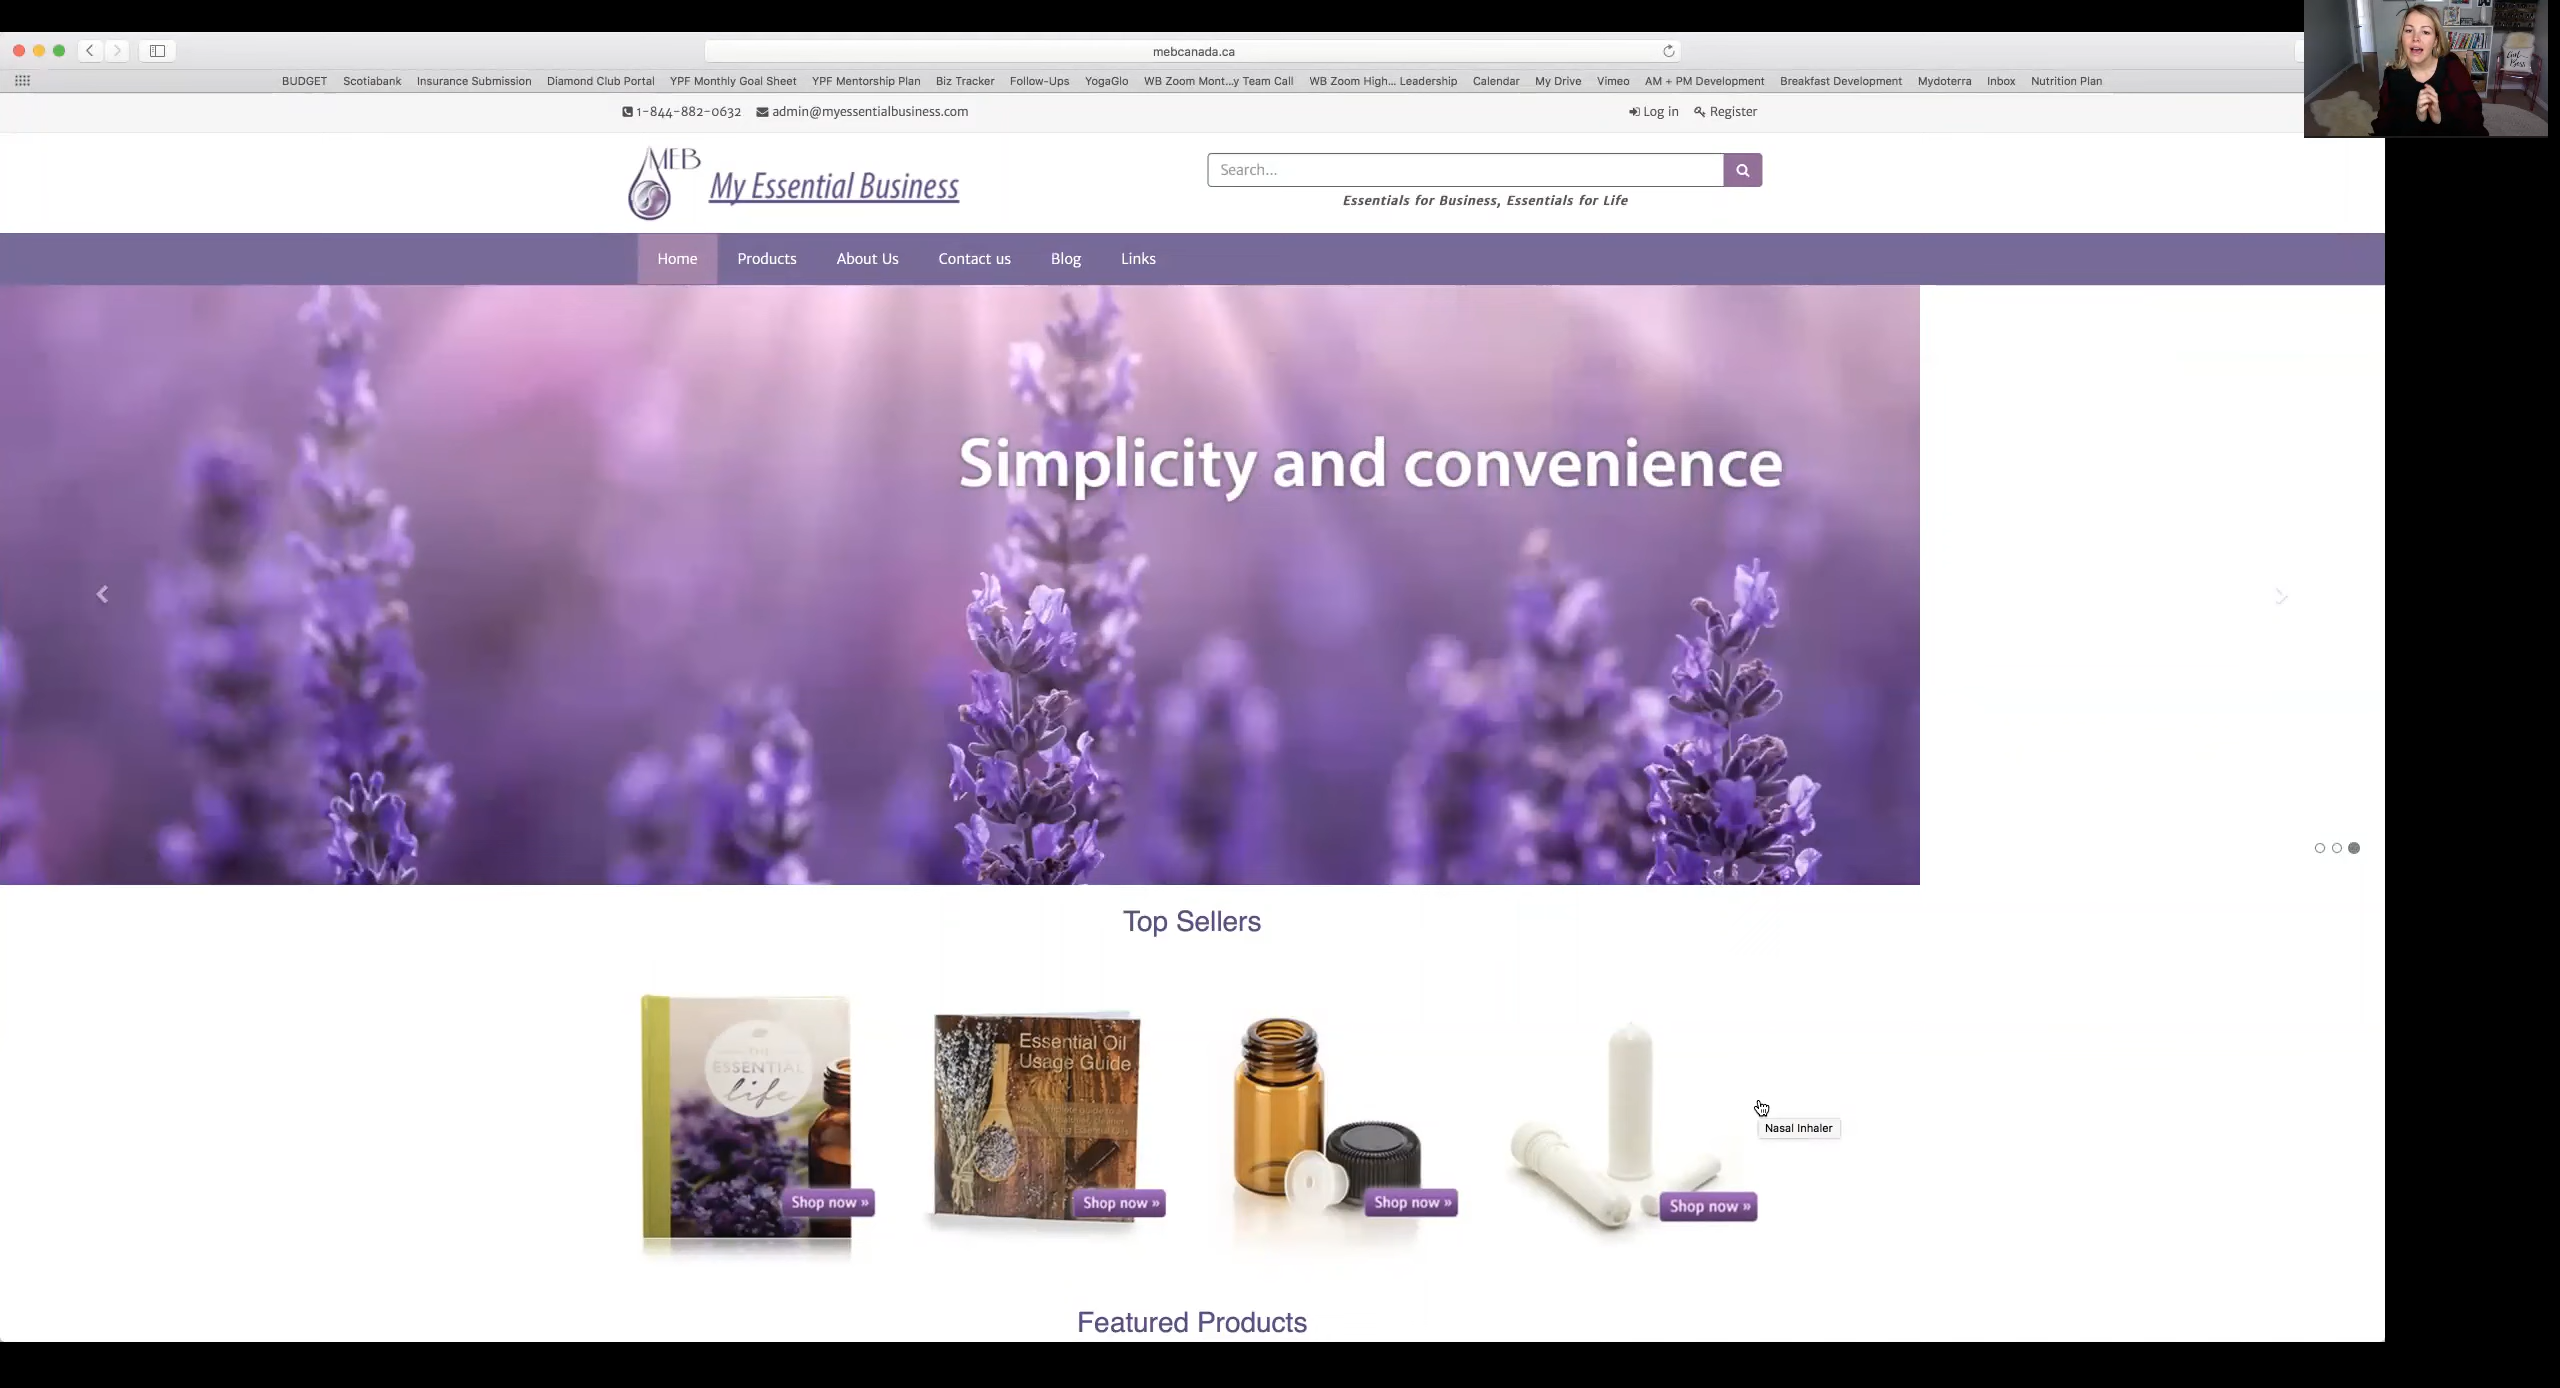 mebcanada.ca
BUDGET Scotiabank Insurance Submission Diamond Club Portal YPF Monthly Goal Sheet YPF Mentorship Plan Biz Tracker Follow-Ups YogaGlo WB Zoom Mont...y Team Call WB Zoom High... Leadership Calendar My Drive Vimeo AM + PM Development Breakfast Development Mydoterra Inbox Nutrition Plan
1-844-882-0632 admin@myessentialbusiness.com Log in Register
MEB
My Essential Business
Search...
Essentials for Business, Essentials for Life
Home Products About Us Contact us Blog Links
Simplicity and convenience
Top Sellers
THE
ESSENTIAL
life
Essential Oil
Usage Guide
Nasal Inhaler
Shop now » Shop now » Shop now » Shop now »
Featured Products